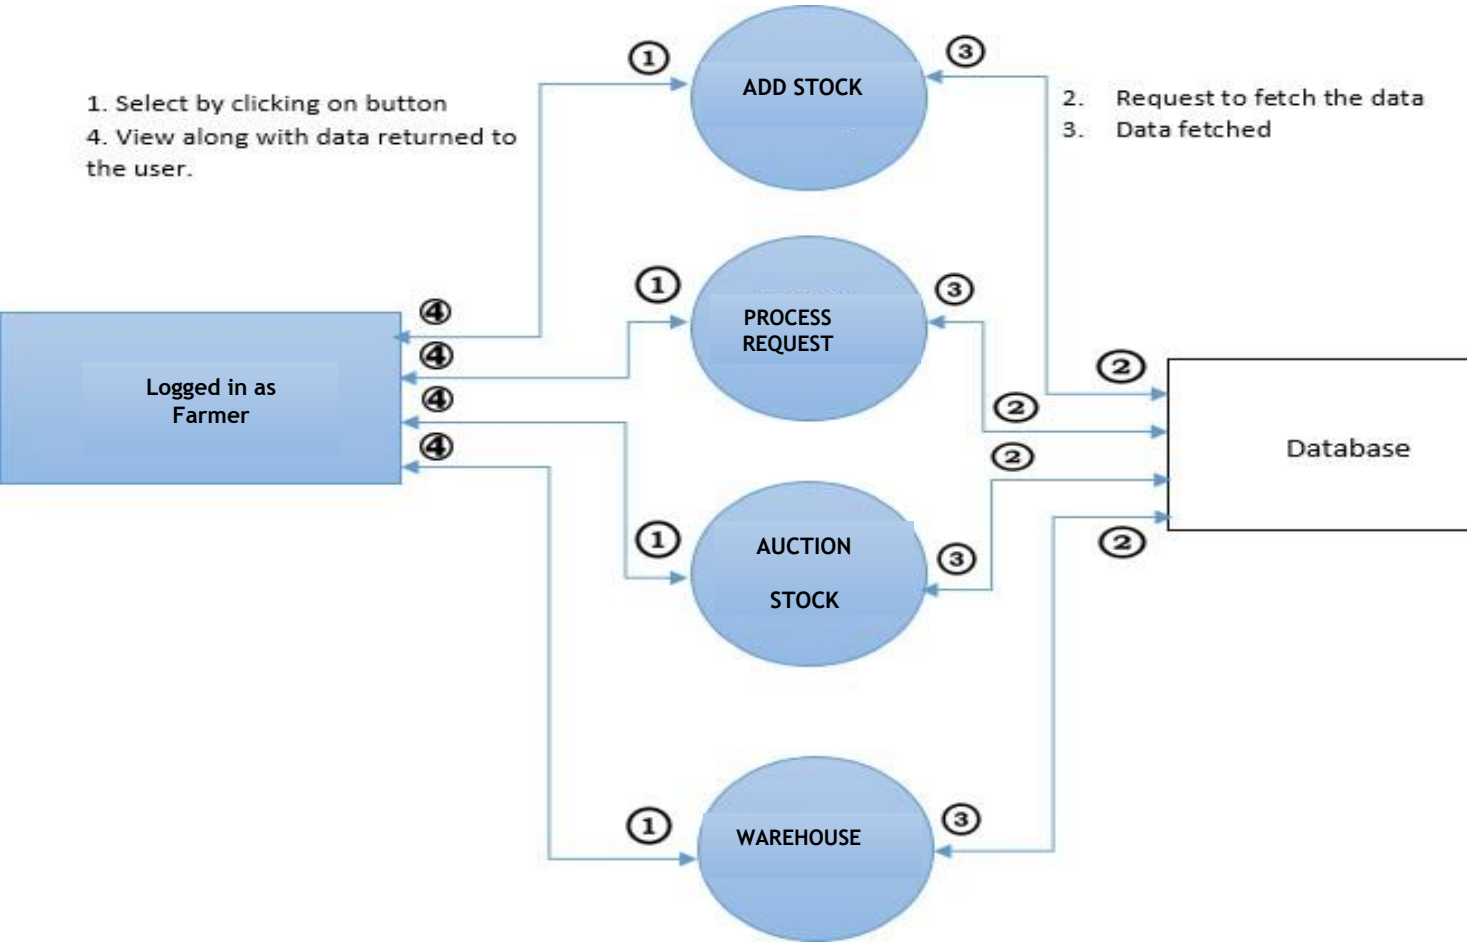 ①
③
ADD STOCK
1. Select by clicking on button
4. View along with data returned to
the user.
2. Request to fetch the data
3. Data fetched
①
③
④
PROCESS
REQUEST
④
②
Logged in as
Farmer
④
②
④
②
Database
①
AUCTION
③
②
STOCK
①
③
WAREHOUSE